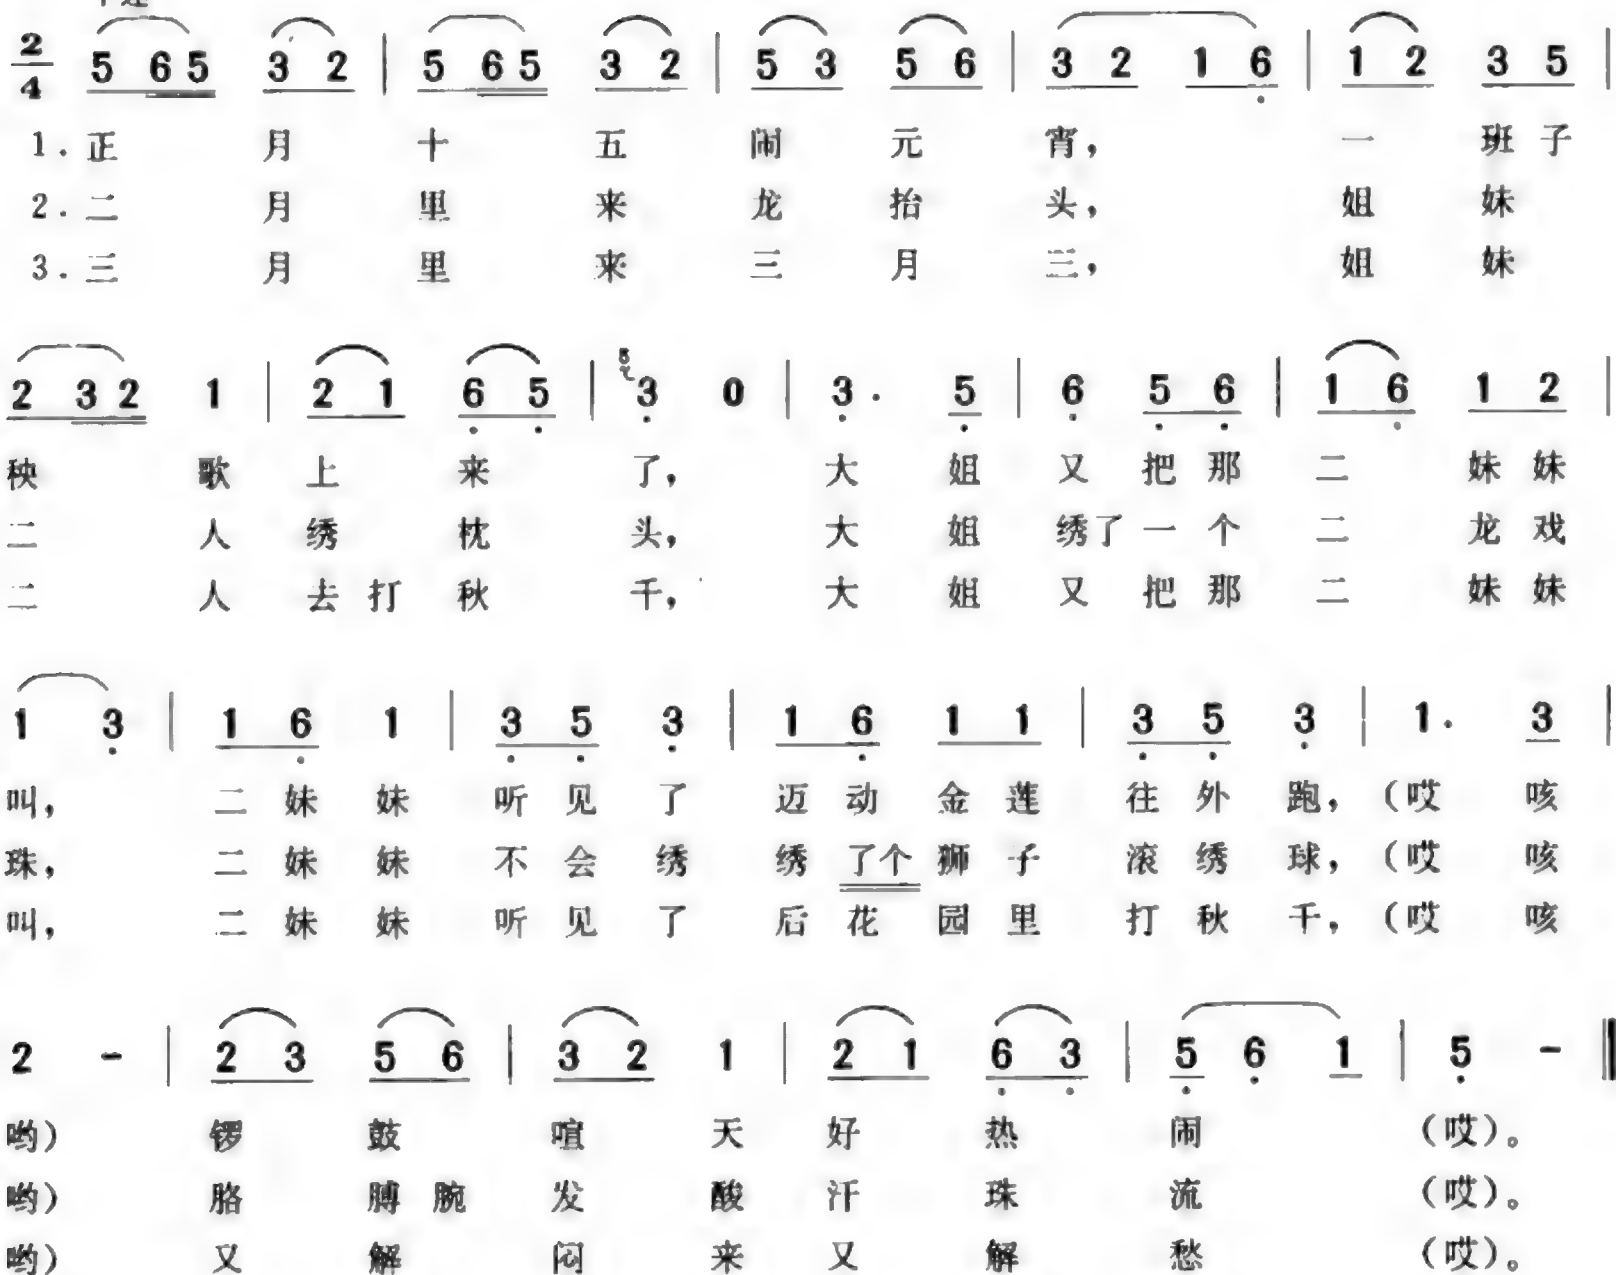 2/4 5 6 5 3 2 | 5 6 5 3 2 | 5 3 5 6 | 3 2 1 6 | 1 2 3 5 |
1. 正 月 十 五 闹 元 宵， 一 班 子
2. 二 月 里 来 龙 抬 头， 姐 妹
3. 三 月 里 来 三 月 三， 姐 妹
2 3 2 1 | 2 1 6 5 | 5 3 0 | 3 . 5 | 6 5 6 | 1 6 1 2 |
秧 歌 上 来 了， 大 姐 又 把 那 二 妹 妹
二 人 绣 枕 头， 大 姐 绣 了 一 个 二 龙 戏
二 人 去 打 秋 千， 大 姐 又 把 那 二 妹 妹
1 3 | 1 6 1 | 3 5 3 | 1 6 1 1 | 3 5 3 | 1 . 3 |
叫， 二 妹 妹 听 见 了 迈 动 金 莲 往 外 跑，（哎 咳
珠， 二 妹 妹 不 会 绣 绣 了 个 狮 子 滚 绣 球，（哎 咳
叫， 二 妹 妹 听 见 了 后 花 园 里 打 秋 千，（哎 咳
2 - | 2 3 5 6 | 3 2 1 | 2 1 6 3 | 5 6 1 | 5 - ‖
哟） 锣 鼓 喧 天 好 热 闹 （哎）。
哟） 胳 膊 腕 发 酸 汗 珠 流 （哎）。
哟） 又 解 闷 来 又 解 愁 （哎）。